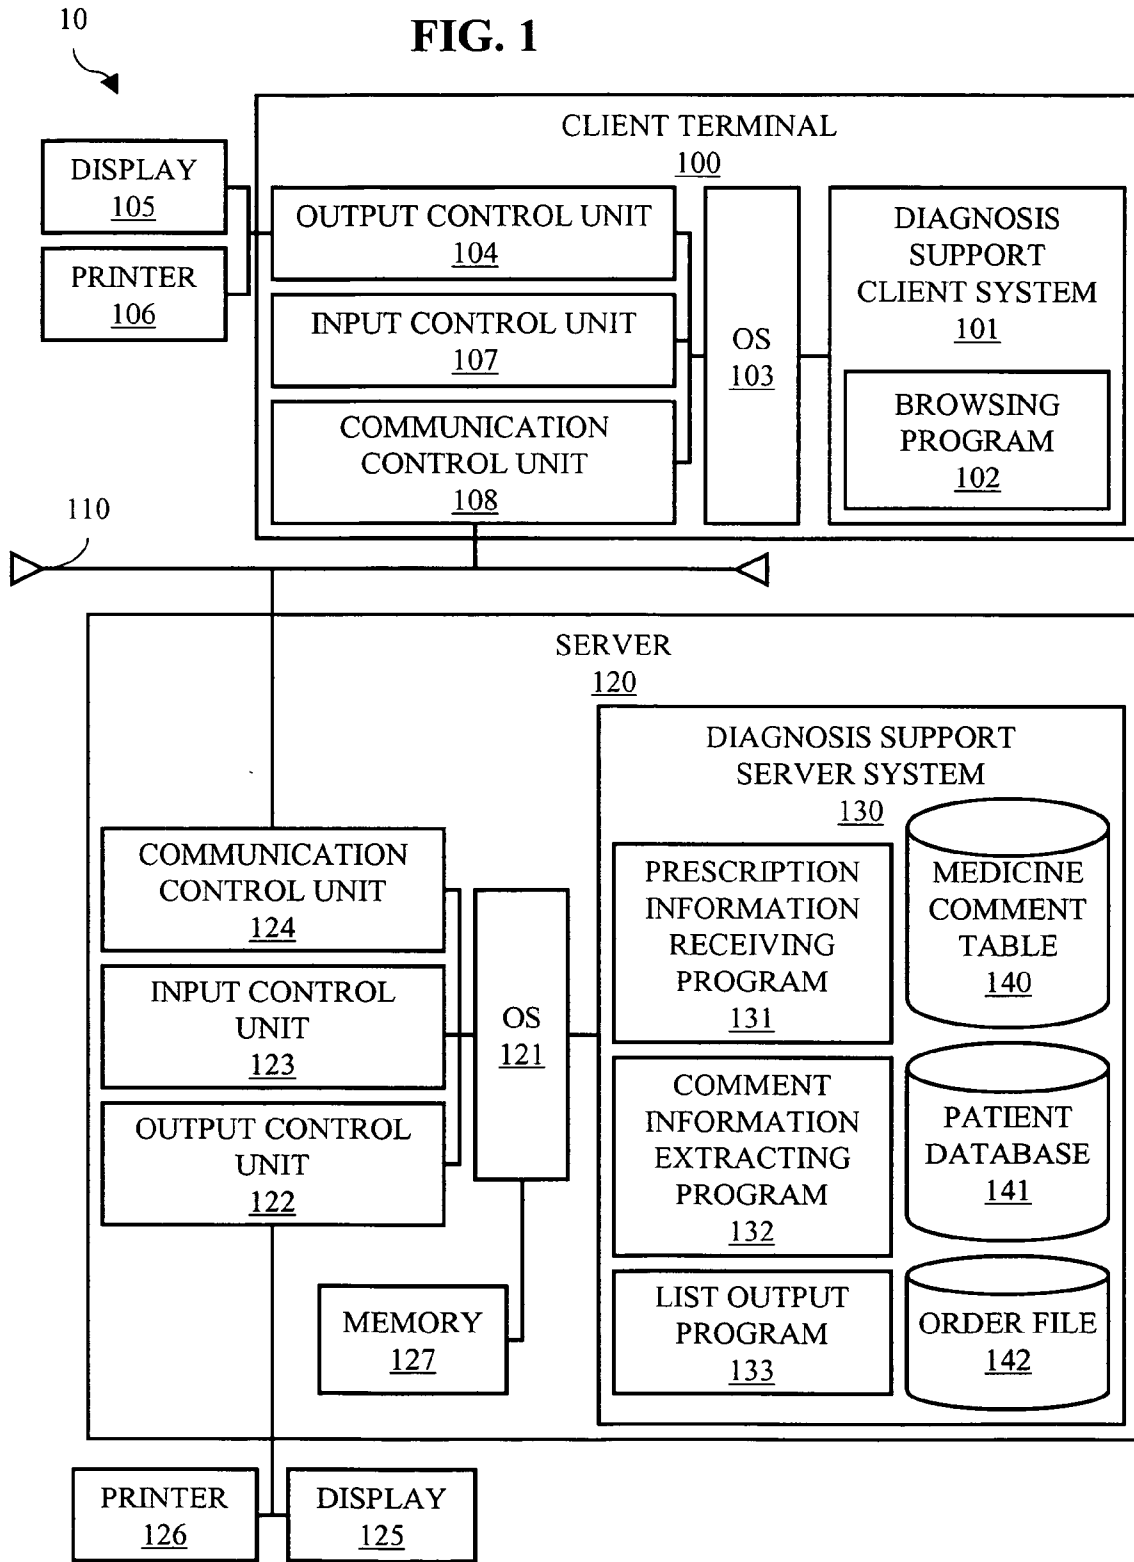 10
FIG. 1
CLIENT TERMINAL
100
DISPLAY
105
PRINTER
106
OUTPUT CONTROL UNIT
104
INPUT CONTROL UNIT
107
COMMUNICATION
CONTROL UNIT
108
OS
103
DIAGNOSIS
SUPPORT
CLIENT SYSTEM
101
BROWSING
PROGRAM
102
110
SERVER
120
DIAGNOSIS SUPPORT
SERVER SYSTEM
130
COMMUNICATION
CONTROL UNIT
124
INPUT CONTROL
UNIT
123
OUTPUT CONTROL
UNIT
122
OS
121
MEMORY
127
PRESCRIPTION
INFORMATION
RECEIVING
PROGRAM
131
COMMENT
INFORMATION
EXTRACTING
PROGRAM
132
LIST OUTPUT
PROGRAM
133
MEDICINE
COMMENT
TABLE
140
PATIENT
DATABASE
141
ORDER FILE
142
PRINTER
126
DISPLAY
125